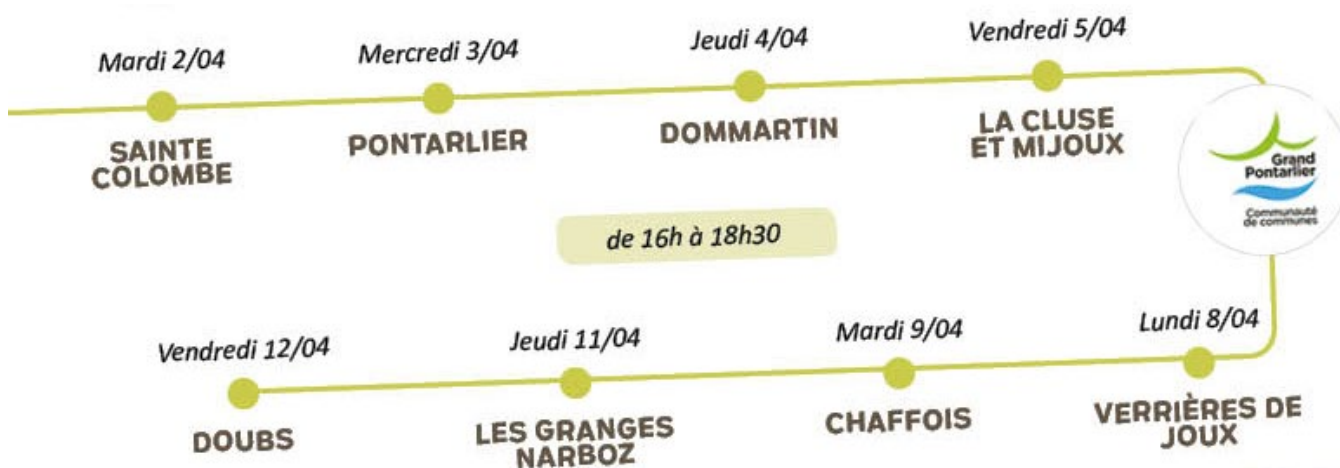 Mardi 2/04
SAINTE
COLOMBE
Mercredi 3/04
PONTARLIER
Jeudi 4/04
DOMMARTIN
Vendredi 5/04
LA CLUSE
ET MIJOUX
Grand
Pontarlier
Communauté
de communes
de 16h à 18h30
Vendredi 12/04
DOUBS
Jeudi 11/04
LES GRANGES
NARBOZ
Mardi 9/04
CHAFFOIS
Lundi 8/04
VERRIÈRES DE
JOUX